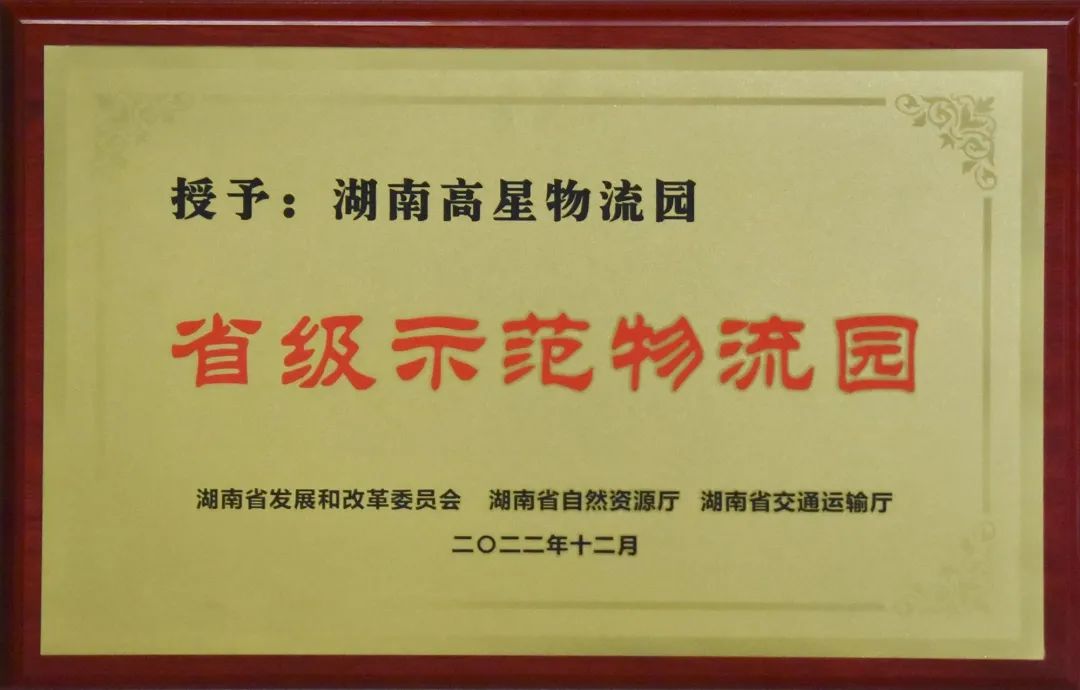 授予：湖南高星物流园
省级示范物流园
湖南省发展和改革委员会 湖南省自然资源厅 湖南省交通运输厅
二〇二二年十二月